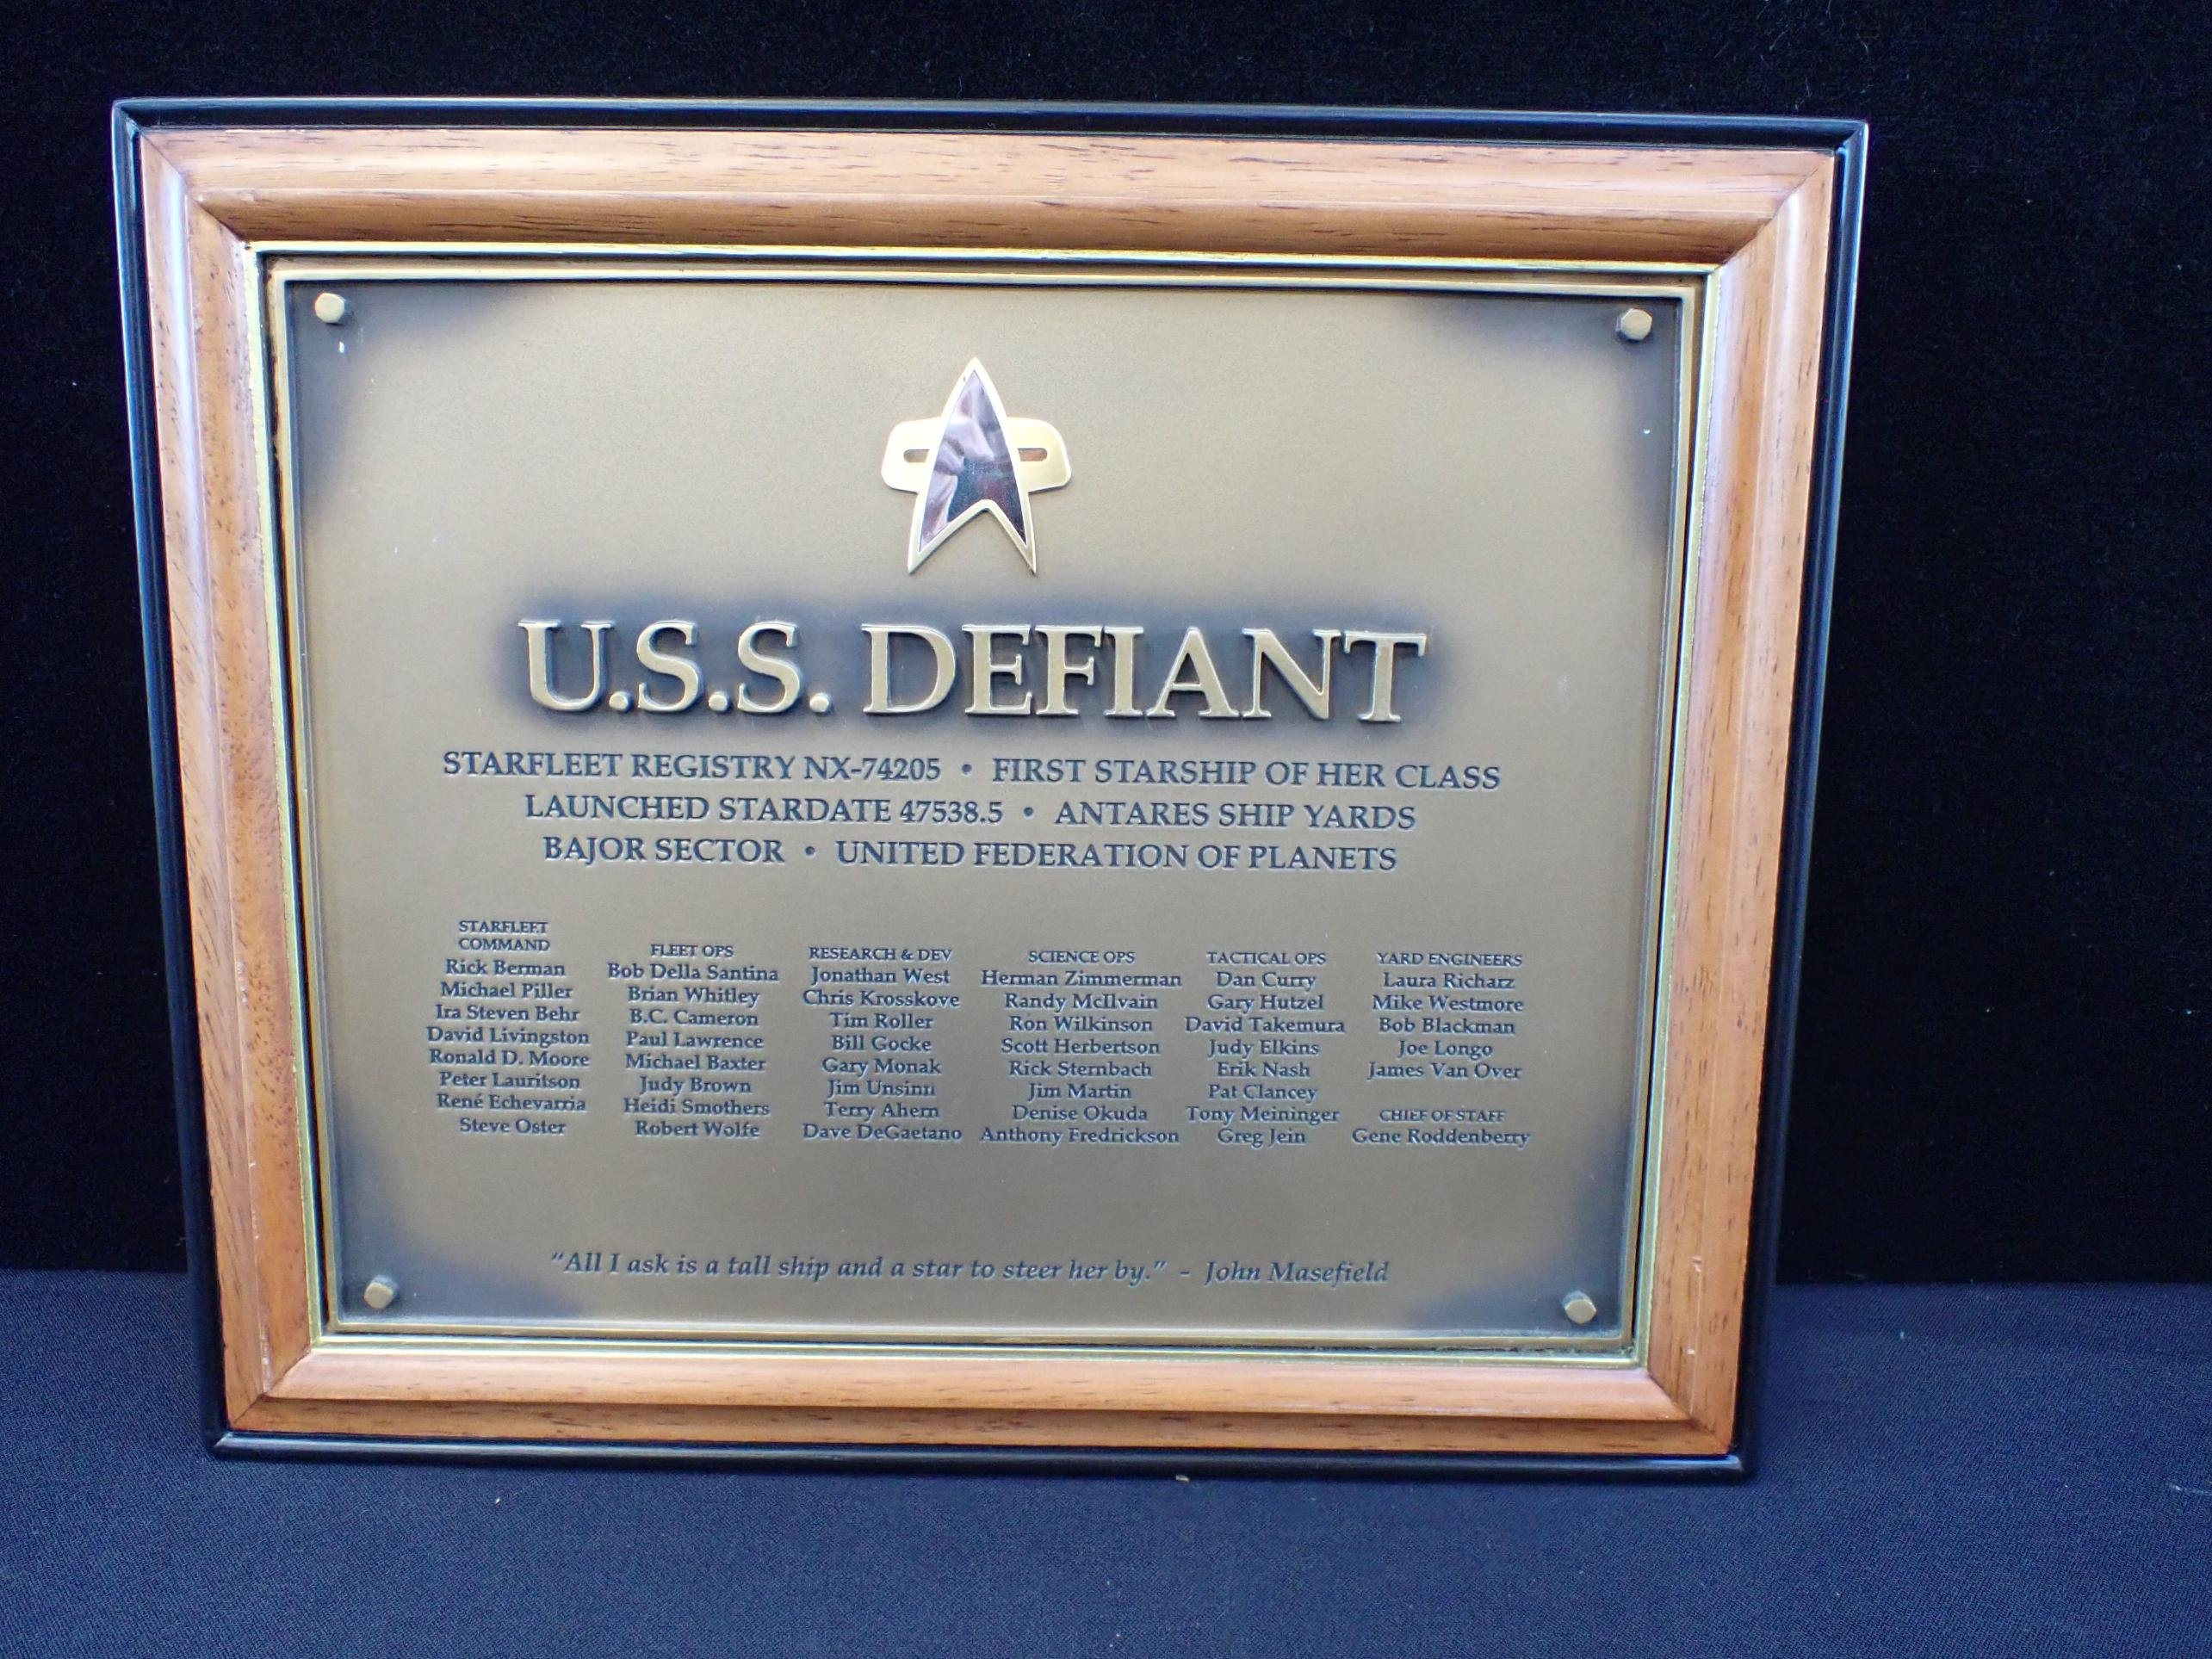 U.S.S. DEFIANT
STARFLEET REGISTRY NX-74205 • FIRST STARSHIP OF HER CLASS
LAUNCHED STARDATE 47538.5 • ANTARES SHIP YARDS
BAJOR SECTOR • UNITED FEDERATION OF PLANETS
STARFLEET
COMMAND
Rick Berman
Michael Piller
Ira Steven Behr
David Livingston
Ronald D. Moore
Peter Lauritson
René Echevarria
Steve Oster
FLEET OPS
Bob Della Santina
Brian Whitley
B.C. Cameron
Paul Lawrence
Michael Baxter
Judy Brown
Heidi Smothers
Robert Wolfe
RESEARCH & DEV
Jonathan West
Chris Krosskove
Tim Roller
Bill Gocke
Gary Monak
Jim Unsinn
Terry Ahern
Dave DeGaetano
SCIENCE OPS
Herman Zimmerman
Randy McIlvain
Ron Wilkinson
Scott Herbertson
Rick Sternbach
Jim Martin
Denise Okuda
Anthony Fredrickson
TACTICAL OPS
Dan Curry
Gary Hutzel
David Takemura
Judy Elkins
Erik Nash
Pat Clancey
Tony Meininger
Greg Jein
YARD ENGINEERS
Laura Richarz
Mike Westmore
Bob Blackman
Joe Longo
James Van Over
CHIEF OF STAFF
Gene Roddenberry
"All I ask is a tall ship and a star to steer her by." - John Masefield